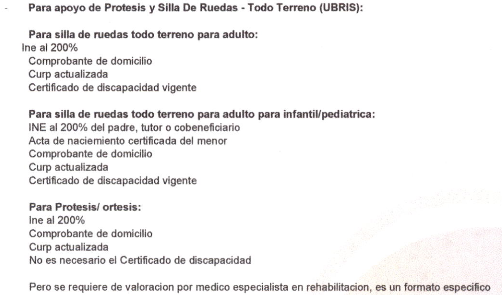 - Para apoyo de Protesis y Silla De Ruedas - Todo Terreno (UBRIS):
Para silla de ruedas todo terreno para adulto:
Ine al 200%
Comprobante de domicilio
Curp actualizada
Certificado de discapacidad vigente
Para silla de ruedas todo terreno para adulto para infantil/pediatrica:
INE al 200% del padre, tutor o cobeneficiario
Acta de naciemiento certificada del menor
Comprobante de domicilio
Curp actualizada
Certificado de discapacidad vigente
Para Protesis/ ortesis:
Ine al 200%
Comprobante de domicilio
Curp actualizada
No es necesario el Certificado de discapacidad
Pero se requiere de valoracion por medico especialista en rehabilitacion, es un formato especifico